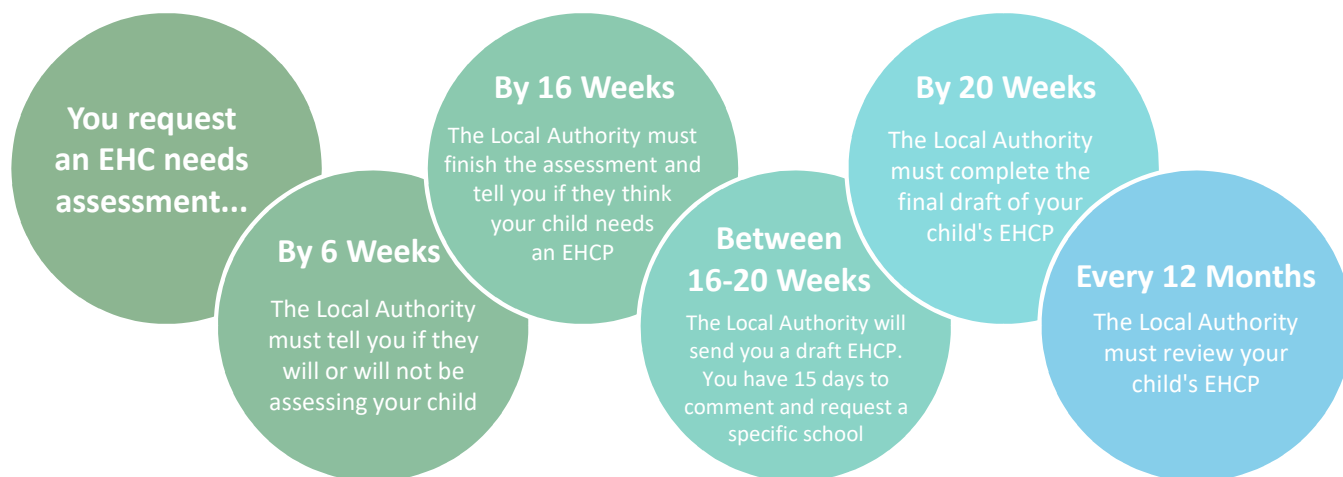 You request
an EHC needs
assessment...
By 6 Weeks
The Local Authority
must tell you if they
will or will not be
assessing your child
By 16 Weeks
The Local Authority must
finish the assessment and
tell you if they think
your child needs
an EHCP
Between
16-20 Weeks
The Local Authority will
send you a draft EHCP.
You have 15 days to
comment and request a
specific school
By 20 Weeks
The Local Authority
must complete the
final draft of your
child's EHCP
Every 12 Months
The Local Authority
must review your
child's EHCP